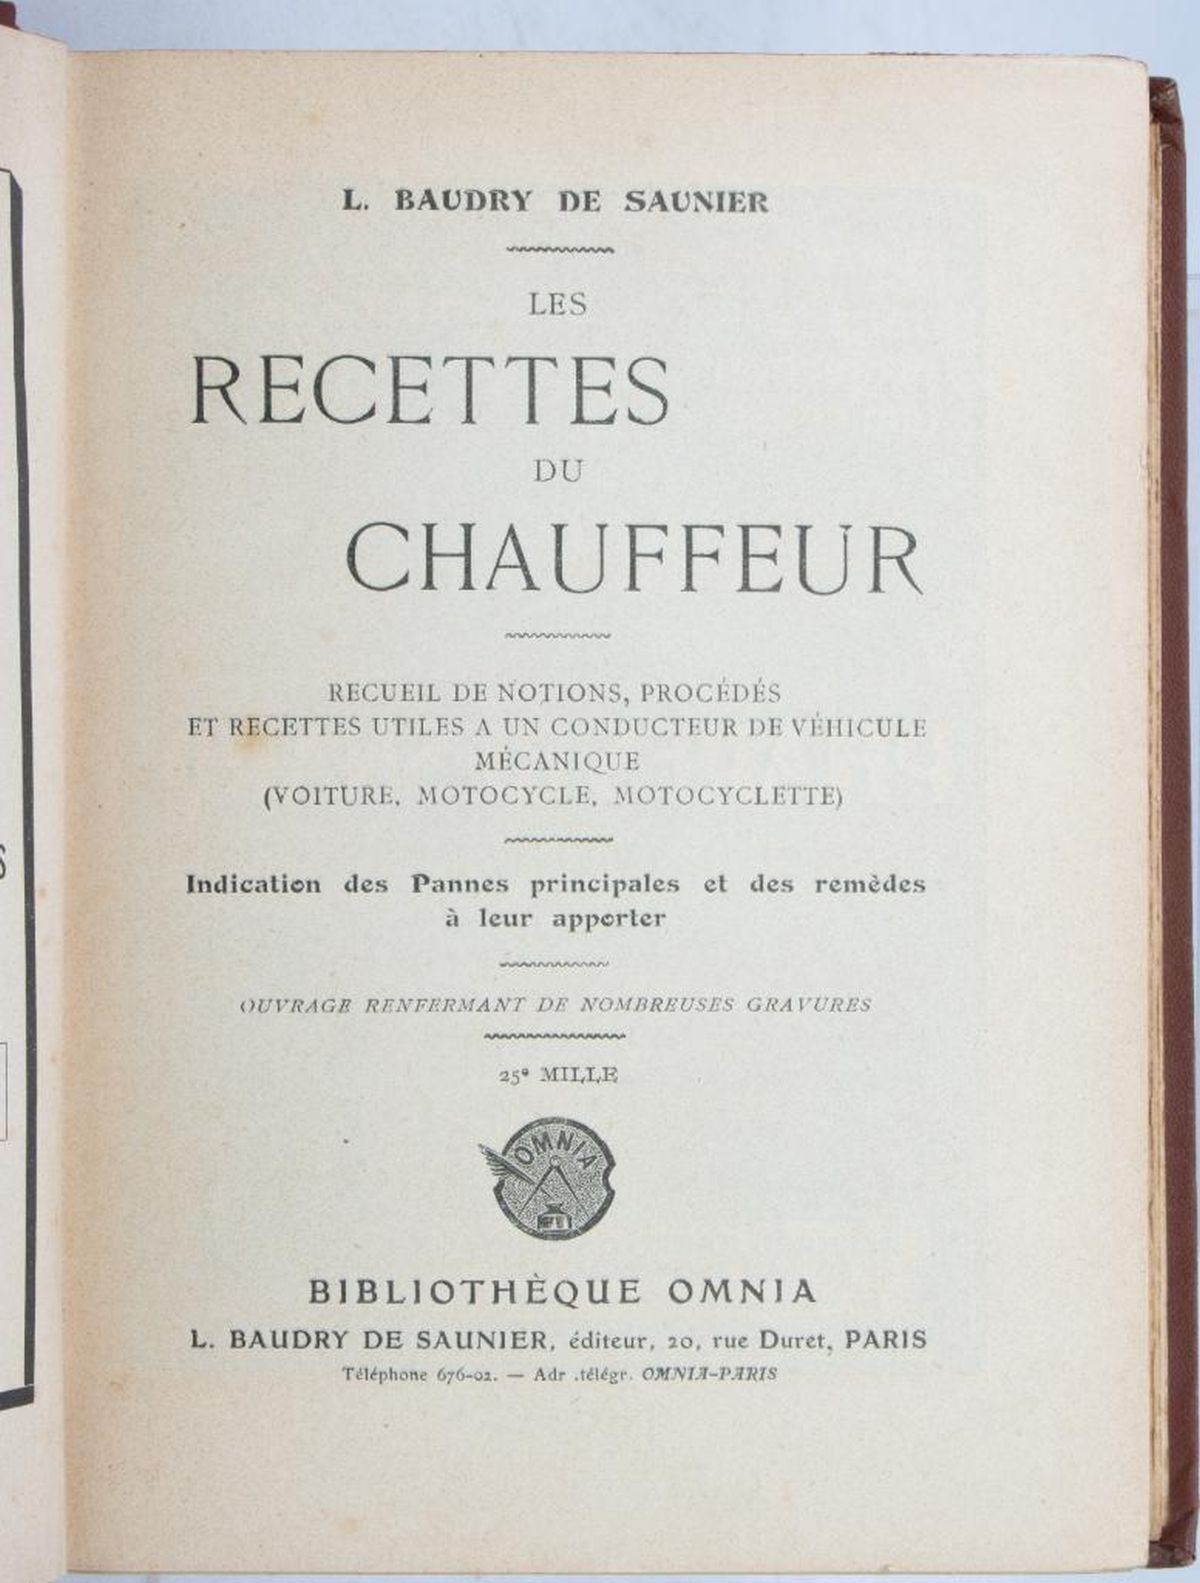 L. BAUDRY DE SAUNIER
LES
RECETTES
DU
CHAUFFEUR
RECUEIL DE NOTIONS, PROCÉDÉS
ET RECETTES UTILES A UN CONDUCTEUR DE VÉHICULE
MÉCANIQUE
(VOITURE, MOTOCYCLE, MOTOCYCLETTE)
Indication des Pannes principales et des remèdes
à leur apporter
OUVRAGE RENFERMANT DE NOMBREUSES GRAVURES
25e MILLE
OMNIA
BIBLIOTHÈQUE OMNIA
L. BAUDRY DE SAUNIER, éditeur, 20, rue Duret, PARIS
Téléphone 676-02. — Adr .télégr. OMNIA-PARIS